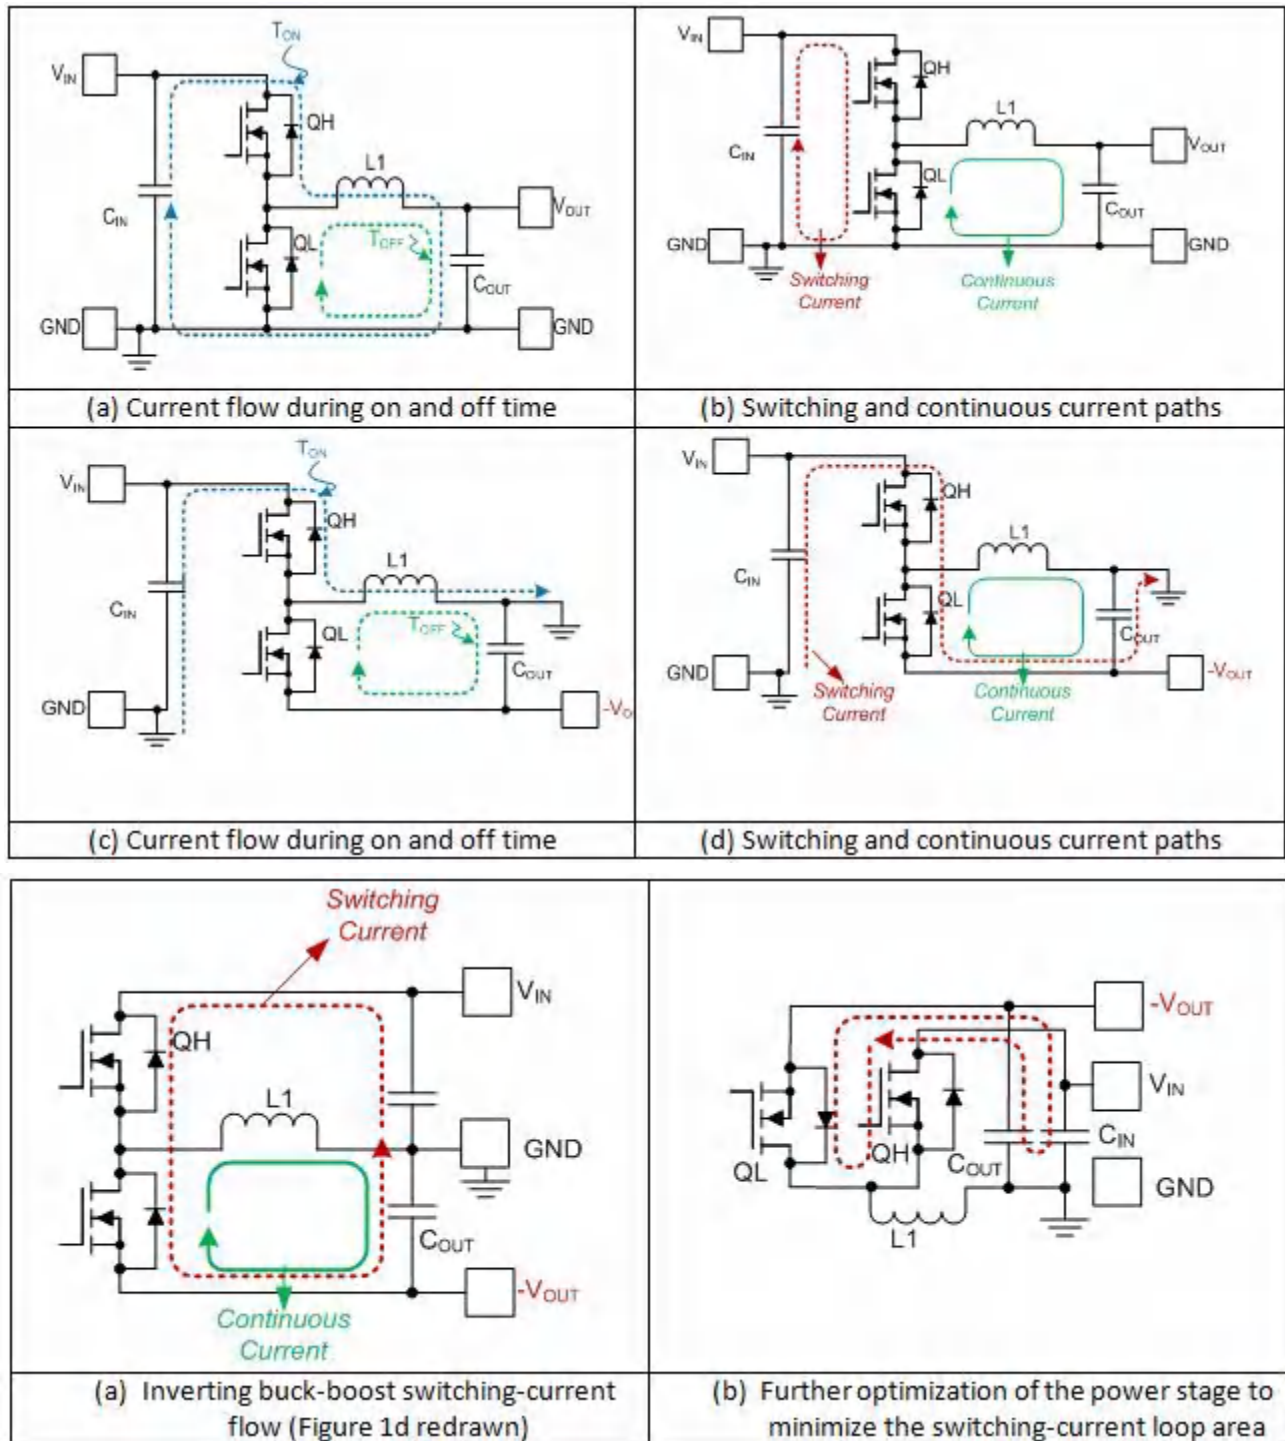 TON
VIN
QH
L1
CIN
VOUT
QL
TOFF
COUT
GND
GND
VIN
QH
L1
CIN
VOUT
QL
COUT
GND
GND
Switching
Current
Continuous
Current
(a) Current flow during on and off time
(b) Switching and continuous current paths
TON
VIN
QH
L1
CIN
QL
TOFF
COUT
GND
-VO
VIN
QH
L1
CIN
QL
COUT
GND
-VOUT
Switching
Current
Continuous
Current
(c) Current flow during on and off time
(d) Switching and continuous current paths
Switching
Current
VIN
QH
L1
GND
COUT
-VOUT
Continuous
Current
-VOUT
VIN
CIN
QL
QH
COUT
GND
L1
(a) Inverting buck-boost switching-current
flow (Figure 1d redrawn)
(b) Further optimization of the power stage to
minimize the switching-current loop area